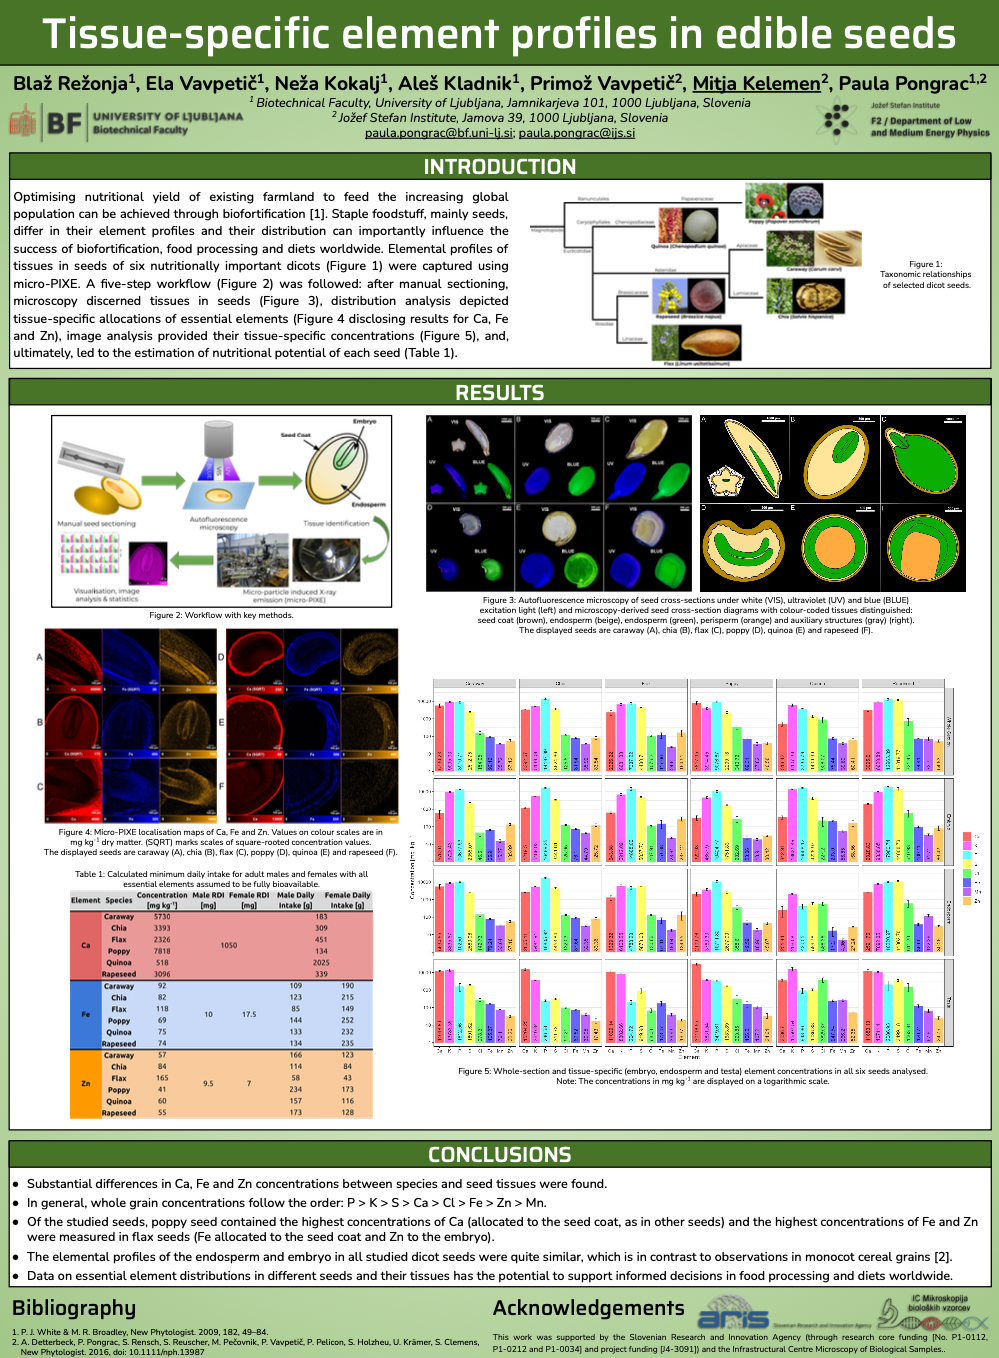 Tissue-specific element profiles in edible seeds
Blaž Režonja1, Ela Vavpetič1, Neža Kokalj1, Aleš Kladnik1, Primož Vavpetič2, Mitja Kelemen2, Paula Pongrac1,2
1 Biotechnical Faculty, University of Ljubljana, Jamnikarjeva 101, 1000 Ljubljana, Slovenia
2 Jožef Stefan Institute, Jamova 39, 1000 Ljubljana, Slovenia
paula.pongrac@bf.uni-lj.si; paula.pongrac@ijs.si
BF
UNIVERSITY OF LJUBLJANA
Biotechnical Faculty
Jožef Stefan Institute
F2 / Department of Low
and Medium Energy Physics
INTRODUCTION
Optimising nutritional yield of existing farmland to feed the increasing global
population can be achieved through biofortification [1]. Staple foodstuff, mainly seeds,
differ in their element profiles and their distribution can importantly influence the
success of biofortification, food processing and diets worldwide. Elemental profiles of
tissues in seeds of six nutritionally important dicots (Figure 1) were captured using
micro-PIXE. A five-step workflow (Figure 2) was followed: after manual sectioning,
microscopy discerned tissues in seeds (Figure 3), distribution analysis depicted
tissue-specific allocations of essential elements (Figure 4 disclosing results for Ca, Fe
and Zn), image analysis provided their tissue-specific concentrations (Figure 5), and,
ultimately, led to the estimation of nutritional potential of each seed (Table 1).
Ranunculales
Papaveraceae
Poppy (Papaver somniferum)
Caryophyllales
Chenopodiaceae
Quinoa (Chenopodium quinoa)
Apiaceae
Caraway (Carum carvi)
Asteridae
Brassicaceae
Rapeseed (Brassica napus)
Lamiaceae
Chia (Salvia hispanica)
Rosidae
Linaceae
Flax (Linum usitatissimum)
Figure 1:
Taxonomic relationships
of selected dicot seeds.
RESULTS
Manual seed sectioning
Autofluorescence
microscopy
Seed Coat
Embryo
Endosperm
Tissue identification
Visualisation, image
analysis & statistics
Micro-particle induced X-ray
emission (micro-PIXE)
Figure 2: Workflow with key methods.
A VIS B VIS C VIS
UV BLUE UV BLUE UV BLUE
D VIS E VIS F VIS
UV BLUE UV BLUE UV BLUE
A B C
D E
Figure 3: Autofluorescence microscopy of seed cross-sections under white (VIS), ultraviolet (UV) and blue (BLUE)
excitation light (left) and microscopy-derived seed cross-section diagrams with colour-coded tissues distinguished:
seed coat (brown), endosperm (beige), endosperm (green), perisperm (orange) and auxiliary structures (gray) (right).
The displayed seeds are caraway (A), chia (B), flax (C), poppy (D), quinoa (E) and rapeseed (F).
A D
B E
C F
Figure 4: Micro-PIXE localisation maps of Ca, Fe and Zn. Values on colour scales are in
mg kg-1 dry matter. (SQRT) marks scales of square-rooted concentration values.
The displayed seeds are caraway (A), chia (B), flax (C), poppy (D), quinoa (E) and rapeseed (F).
Table 1: Calculated minimum daily intake for adult males and females with all
essential elements assumed to be fully bioavailable.
Element Species Concentration [mg kg-1] Male RDI [mg] Female RDI [mg] Male Daily Intake [g] Female Daily Intake [g]
Caraway 5730 183
Chia 3393 309
Flax 2326 451
Ca 1050
Poppy 7818 134
Quinoa 518 2025
Rapeseed 3096 339
Caraway 92 109 190
Chia 82 123 215
Flax 118 85 149
Fe 10 17.5
Poppy 69 144 252
Quinoa 75 133 232
Rapeseed 74 134 235
Caraway 57 166 123
Chia 84 114 84
Flax 165 58 43
Zn 9.5 7
Poppy 41 234 173
Quinoa 60 157 116
Rapeseed 55 173 128
Caraway Chia Flax Poppy Quinoa Rapeseed
Element
Figure 5: Whole-section and tissue-specific (embryo, endosperm and testa) element concentrations in all six seeds analysed.
Note: The concentrations in mg kg-1 are displayed on a logarithmic scale.
CONCLUSIONS
● Substantial differences in Ca, Fe and Zn concentrations between species and seed tissues were found.
● In general, whole grain concentrations follow the order: P > K > S > Ca > Cl > Fe > Zn > Mn.
● Of the studied seeds, poppy seed contained the highest concentrations of Ca (allocated to the seed coat, as in other seeds) and the highest concentrations of Fe and Zn
were measured in flax seeds (Fe allocated to the seed coat and Zn to the embryo).
● The elemental profiles of the endosperm and embryo in all studied dicot seeds were quite similar, which is in contrast to observations in monocot cereal grains [2].
● Data on essential element distributions in different seeds and their tissues has the potential to support informed decisions in food processing and diets worldwide.
Bibliography
1. P. J. White & M. R. Broadley, New Phytologist. 2009, 182, 49–84.
2. A. Detterbeck, P. Pongrac, S. Rensch, S. Reuscher, M. Pečovnik, P. Vavpetič, P. Pelicon, S. Holzheu, U. Krämer, S. Clemens,
New Phytologist. 2016, doi: 10.1111/nph.13987
Acknowledgements
aris
Slovenian Research and Innovation Agency
IC Mikroskopija
bioloških vzorcev
This work was supported by the Slovenian Research and Innovation Agency (through research core funding [No. P1-0112,
P1-0212 and P1-0034] and project funding [J4-3091]) and the Infrastructural Centre Microscopy of Biological Samples..